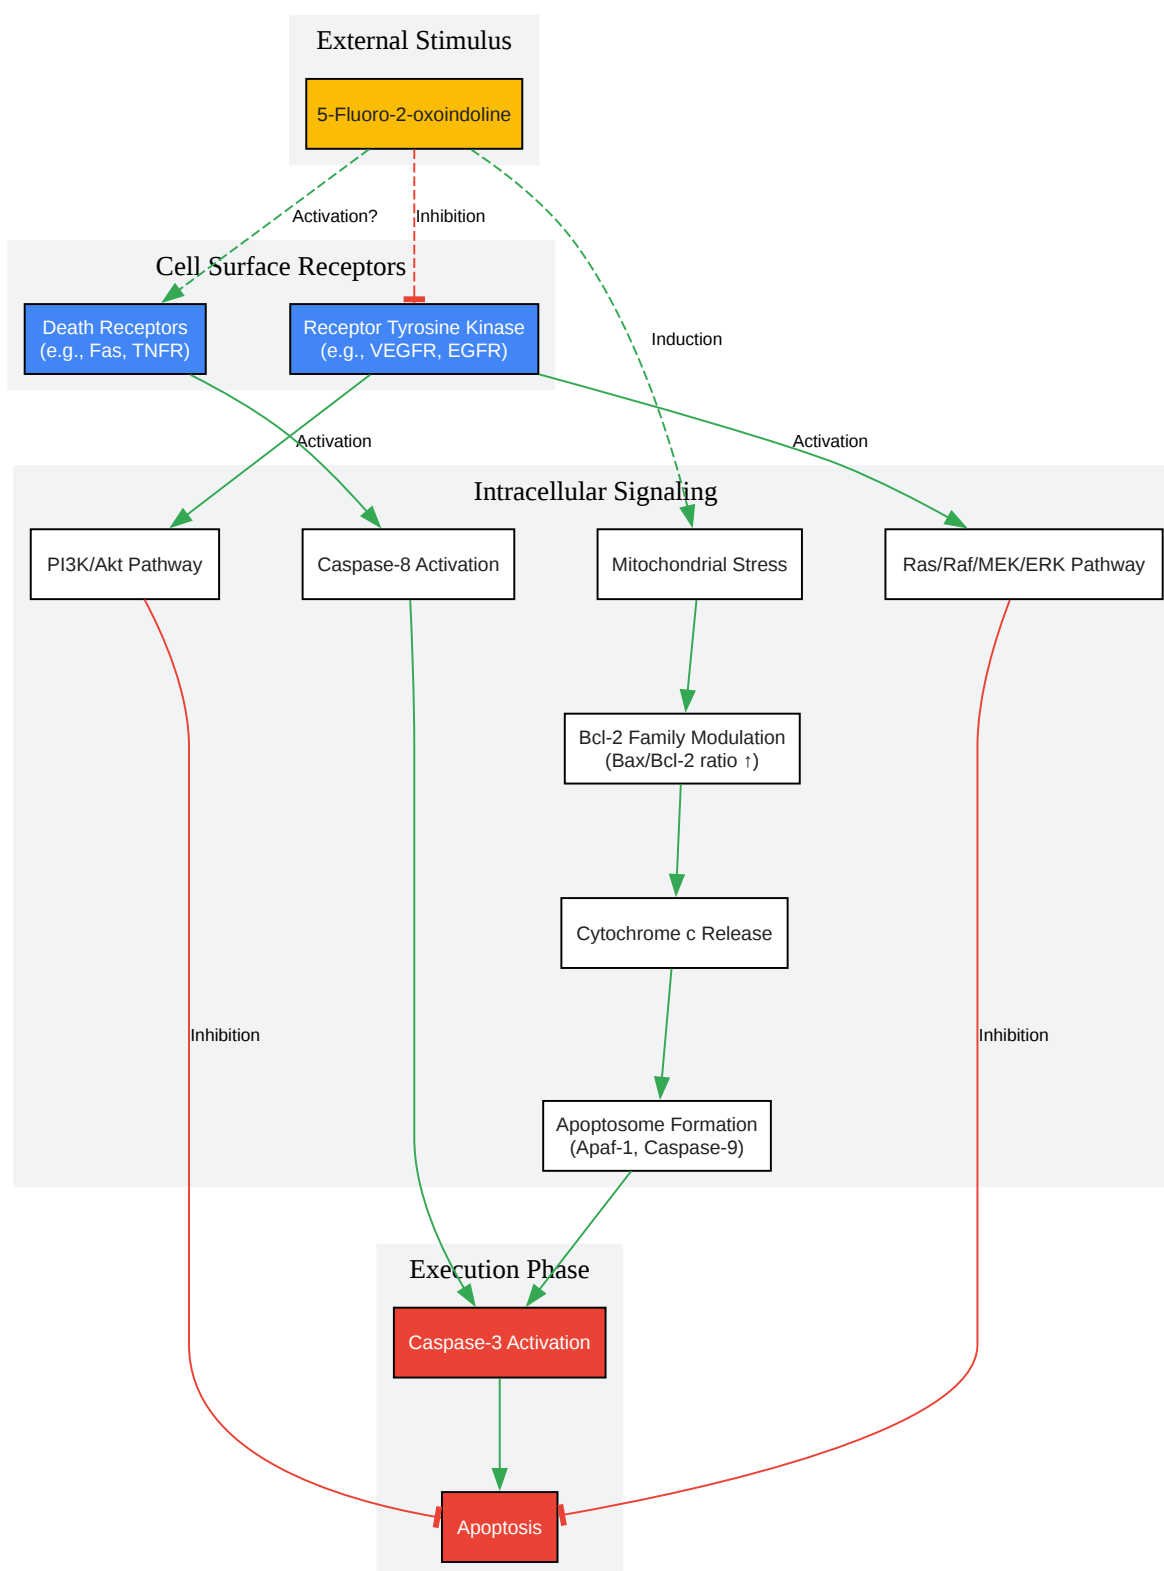 External Stimulus
5-Fluoro-2-oxoindoline
Activation?
Inhibition
Cell Surface Receptors
Death Receptors
(e.g., Fas, TNFR)
Receptor Tyrosine Kinase
(e.g., VEGFR, EGFR)
Induction
Activation
Activation
Intracellular Signaling
PI3K/Akt Pathway
Caspase-8 Activation
Mitochondrial Stress
Ras/Raf/MEK/ERK Pathway
Bcl-2 Family Modulation
(Bax/Bcl-2 ratio ↑)
Cytochrome c Release
Inhibition
Inhibition
Apoptosome Formation
(Apaf-1, Caspase-9)
Execution Phase
Caspase-3 Activation
Apoptosis